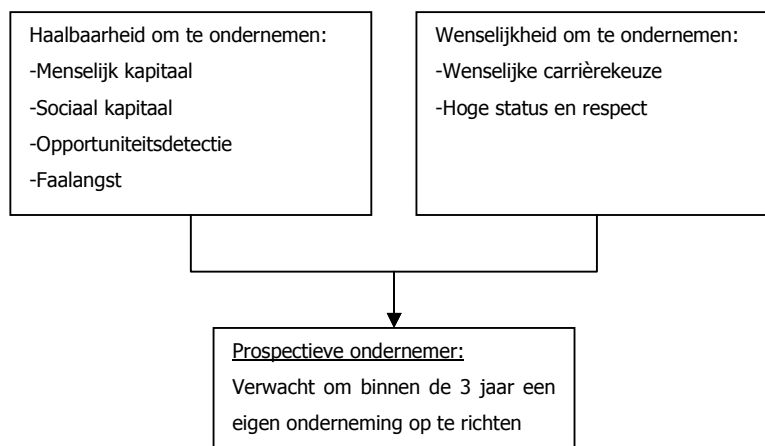 Haalbaarheid om te ondernemen:
-Menselijk kapitaal
-Sociaal kapitaal
-Opportuniteitsdetectie
-Faalangst
Wenselijkheid om te ondernemen:
-Wenselijke carrièrekeuze
-Hoge status en respect
Prospectieve ondernemer:
Verwacht om binnen de 3 jaar een
eigen onderneming op te richten